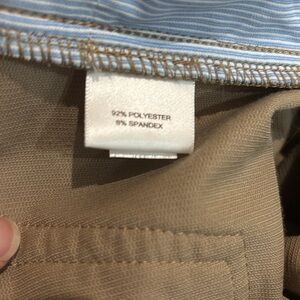 92% POLYESTER
8% SPANDEX